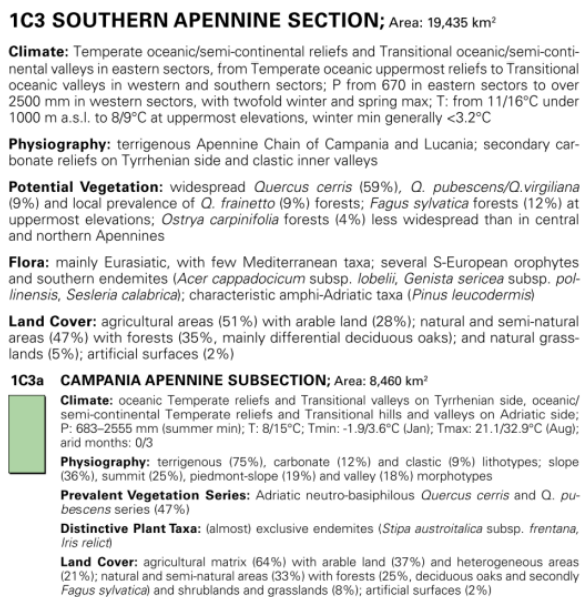 1C3 SOUTHERN APENNINE SECTION; Area: 19,435 km²
Climate: Temperate oceanic/semi-continental reliefs and Transitional oceanic/semi-conti-
nental valleys in eastern sectors, from Temperate oceanic uppermost reliefs to Transitional
oceanic valleys in western and southern sectors; P from 670 in eastern sectors to over
2500 mm in western sectors, with twofold winter and spring max; T: from 11/16°C under
1000 m a.s.l. to 8/9°C at uppermost elevations, winter min generally <3.2°C
Physiography: terrigenous Apennine Chain of Campania and Lucania; secondary car-
bonate reliefs on Tyrrhenian side and clastic inner valleys
Potential Vegetation: widespread Quercus cerris (59%), Q. pubescens/Q.virgiliana
(9%) and local prevalence of Q. frainetto (9%) forests; Fagus sylvatica forests (12%) at
uppermost elevations; Ostrya carpinifolia forests (4%) less widespread than in central
and northern Apennines
Flora: mainly Eurasiatic, with few Mediterranean taxa; several S-European orophytes
and southern endemites (Acer cappadocicum subsp. lobelii, Genista sericea subsp. pol-
linensis, Sesleria calabrica); characteristic amphi-Adriatic taxa (Pinus leucodermis)
Land Cover: agricultural areas (51%) with arable land (28%); natural and semi-natural
areas (47%) with forests (35%, mainly differential deciduous oaks); and natural grass-
lands (5%); artificial surfaces (2%)
1C3a CAMPANIA APENNINE SUBSECTION; Area: 8,460 km²
Climate: oceanic Temperate reliefs and Transitional valleys on Tyrrhenian side, oceanic/
semi-continental Temperate reliefs and Transitional hills and valleys on Adriatic side;
P: 683–2555 mm (summer min); T: 8/15°C; Tmin: -1.9/3.6°C (Jan); Tmax: 21.1/32.9°C (Aug);
arid months: 0/3
Physiography: terrigenous (75%), carbonate (12%) and clastic (9%) lithotypes; slope
(36%), summit (25%), piedmont-slope (19%) and valley (18%) morphotypes
Prevalent Vegetation Series: Adriatic neutro-basiphilous Quercus cerris and Q. pu-
bescens series (47%)
Distinctive Plant Taxa: (almost) exclusive endemites (Stipa austroitalica subsp. frentana,
Iris relicta)
Land Cover: agricultural matrix (64%) with arable land (37%) and heterogeneous areas
(21%); natural and semi-natural areas (33%) with forests (25%, deciduous oaks and secondly
Fagus sylvatica) and shrublands and grasslands (8%); artificial surfaces (2%)